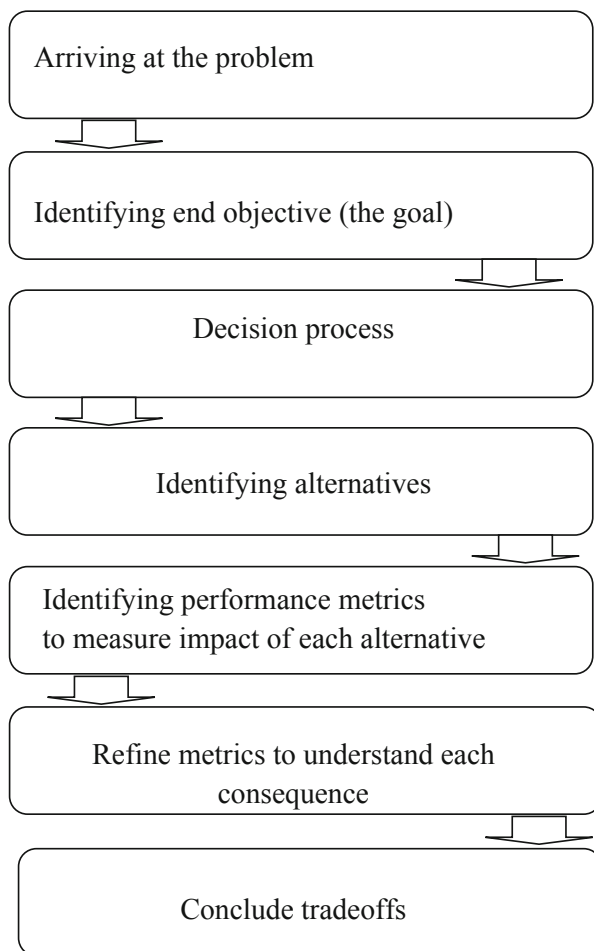 Arriving at the problem
Identifying end objective (the goal)
Decision process
Identifying alternatives
Identifying performance metrics
to measure impact of each alternative
Refine metrics to understand each
consequence
Conclude tradeoffs